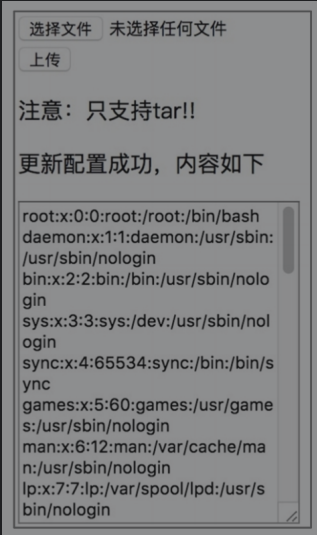 选择文件 未选择任何文件
上传
注意：只支持tar!!
更新配置成功，内容如下
root:x:0:0:root:/root:/bin/bash
daemon:x:1:1:daemon:/usr/sbin:
/usr/sbin/nologin
bin:x:2:2:bin:/bin:/usr/sbin/nolo
gin
sys:x:3:3:sys:/dev:/usr/sbin/nol
ogin
sync:x:4:65534:sync:/bin:/bin/s
ync
games:x:5:60:games:/usr/game
s:/usr/sbin/nologin
man:x:6:12:man:/var/cache/ma
n:/usr/sbin/nologin
lp:x:7:7:lp:/var/spool/lpd:/usr/s
bin/nologin